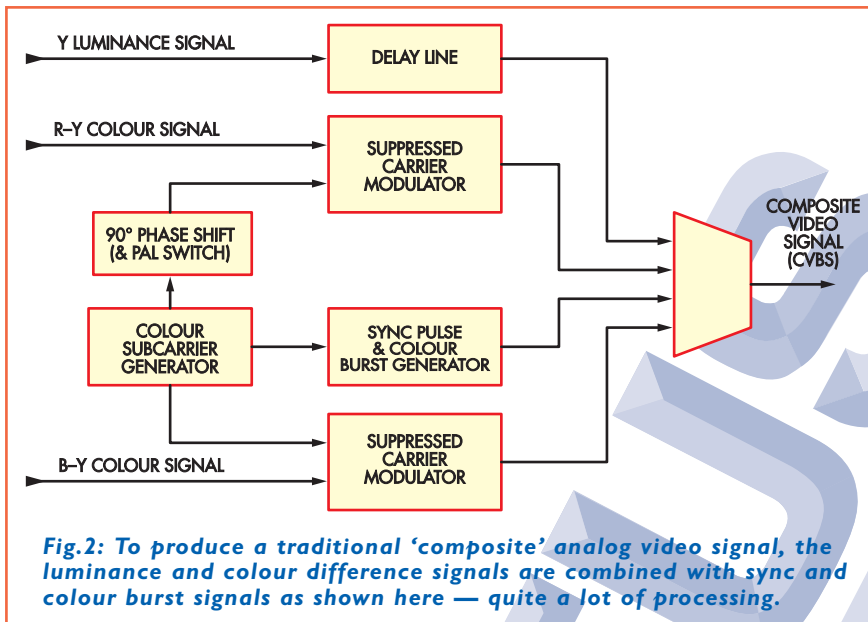 Y LUMINANCE SIGNAL
DELAY LINE
R–Y COLOUR SIGNAL
SUPPRESSED
CARRIER
MODULATOR
COMPOSITE
VIDEO
SIGNAL
(CVBS)
90° PHASE SHIFT
(& PAL SWITCH)
COLOUR
SUBCARRIER
GENERATOR
SYNC PULSE
& COLOUR
BURST GENERATOR
SUPPRESSED
CARRIER
MODULATOR
B–Y COLOUR SIGNAL
Fig.2: To produce a traditional ‘composite’ analog video signal, the
luminance and colour difference signals are combined with sync and
colour burst signals as shown here — quite a lot of processing.